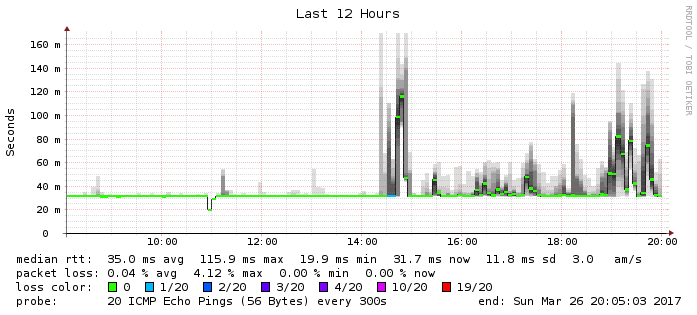 Last 12 Hours
RRDTOOL / TOBI OETIKER
Seconds
160 m
140 m
120 m
100 m
80 m
60 m
40 m
20 m
0
10:00 12:00 14:00 16:00 18:00 20:00
median rtt: 35.0 ms avg 115.9 ms max 19.9 ms min 31.7 ms now 11.8 ms sd 3.0 am/s
packet loss: 0.04 % avg 4.12 % max 0.00 % min 0.00 % now
loss color: 0 1/20 2/20 3/20 4/20 10/20 19/20
probe: 20 ICMP Echo Pings (56 Bytes) every 300s end: Sun Mar 26 20:05:03 2017